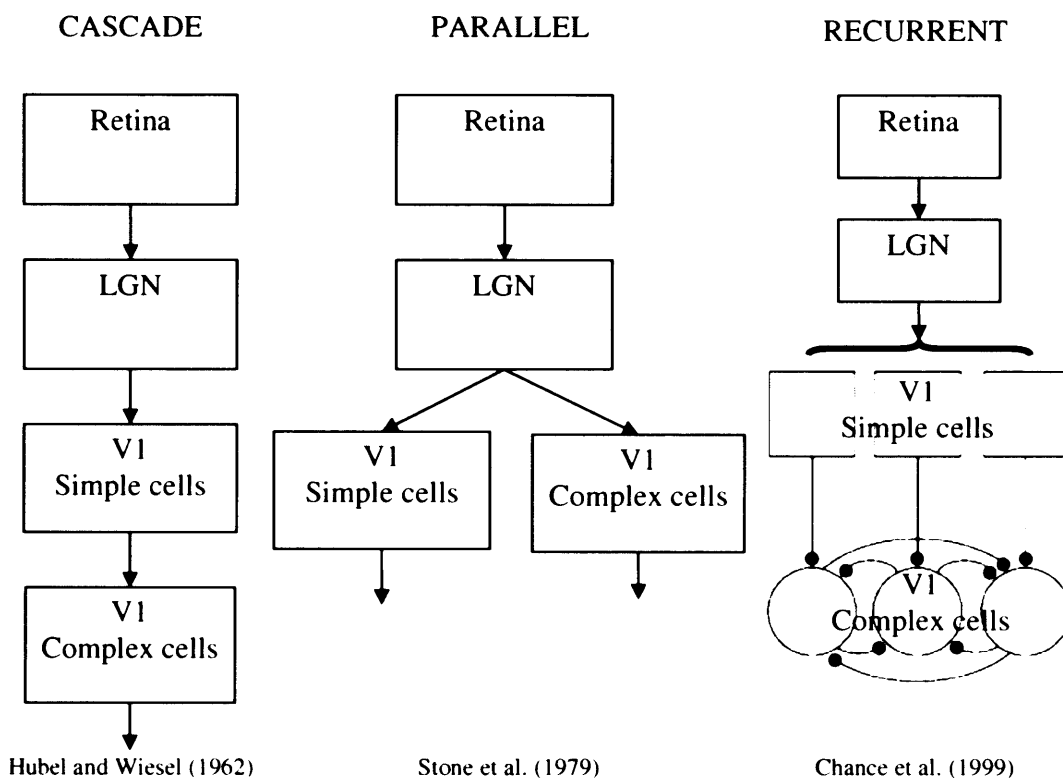 CASCADE
Retina
LGN
V1
Simple cells
V1
Complex cells
Hubel and Wiesel (1962)
PARALLEL
Retina
LGN
V1
Simple cells
V1
Complex cells
Stone et al. (1979)
RECURRENT
Retina
LGN
V1
Simple cells
V1
Complex cells
Chance et al. (1999)